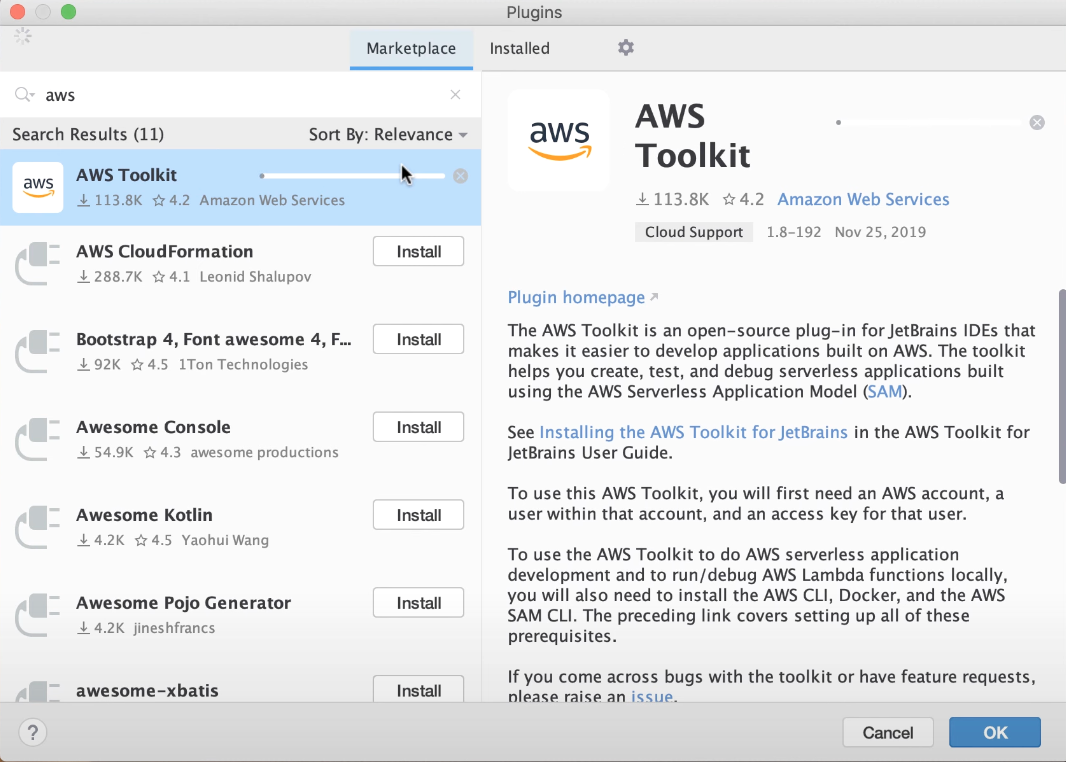 Plugins
Marketplace
Installed
aws
Search Results (11)
Sort By: Relevance
aws
AWS Toolkit
113.8K 4.2 Amazon Web Services
AWS CloudFormation
Install
288.7K 4.1 Leonid Shalupov
Bootstrap 4, Font awesome 4, F...
Install
92K 4.5 1Ton Technologies
Awesome Console
Install
54.9K 4.3 awesome productions
Awesome Kotlin
Install
4.2K 4.5 Yaohui Wang
Awesome Pojo Generator
Install
4.2K jineshfrancs
awesome-xbatis
Install
aws
AWS
Toolkit
113.8K 4.2 Amazon Web Services
Cloud Support 1.8-192 Nov 25, 2019
Plugin homepage
The AWS Toolkit is an open-source plug-in for JetBrains IDEs that
makes it easier to develop applications built on AWS. The toolkit
helps you create, test, and debug serverless applications built
using the AWS Serverless Application Model (SAM).
See Installing the AWS Toolkit for JetBrains in the AWS Toolkit for
JetBrains User Guide.
To use this AWS Toolkit, you will first need an AWS account, a
user within that account, and an access key for that user.
To use the AWS Toolkit to do AWS serverless application
development and to run/debug AWS Lambda functions locally,
you will also need to install the AWS CLI, Docker, and the AWS
SAM CLI. The preceding link covers setting up all of these
prerequisites.
If you come across bugs with the toolkit or have feature requests,
please raise an issue.
?
Cancel
OK